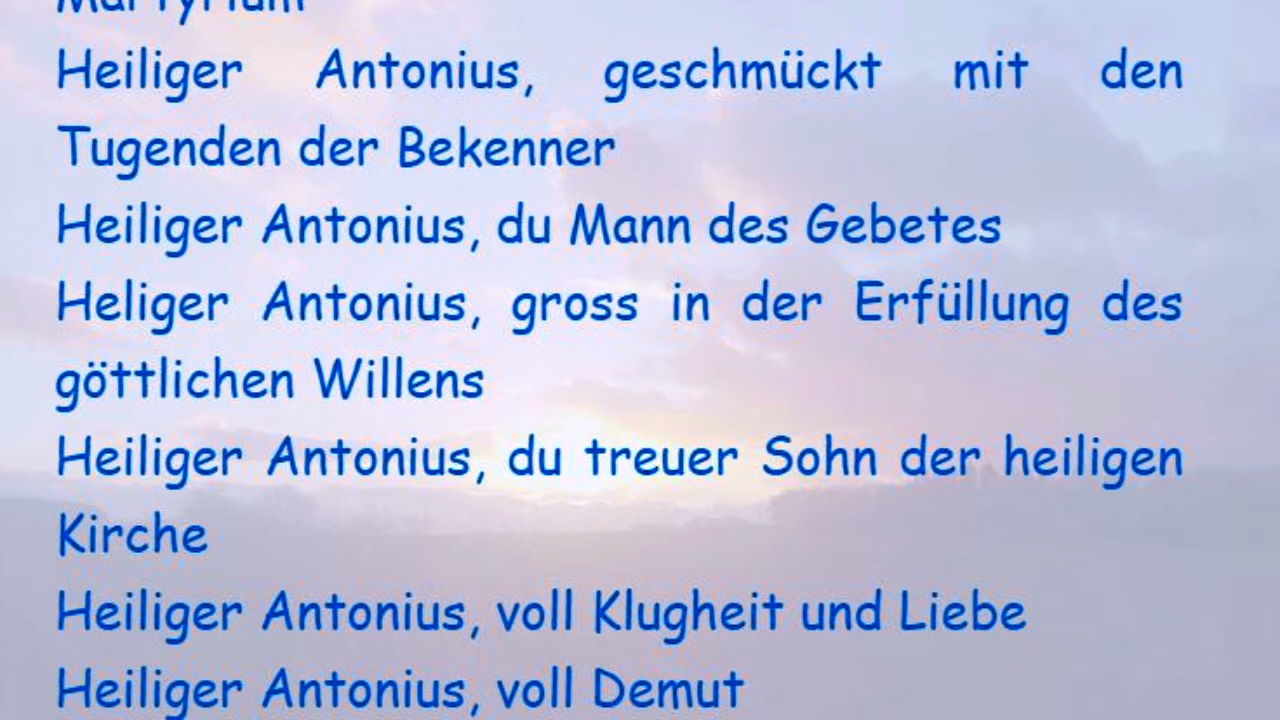 Martyrium
Heiliger Antonius, geschmückt mit den
Tugenden der Bekenner
Heiliger Antonius, du Mann des Gebetes
Heliger Antonius, gross in der Erfüllung des
göttlichen Willens
Heiliger Antonius, du treuer Sohn der heiligen
Kirche
Heiliger Antonius, voll Klugheit und Liebe
Heiliger Antonius, voll Demut